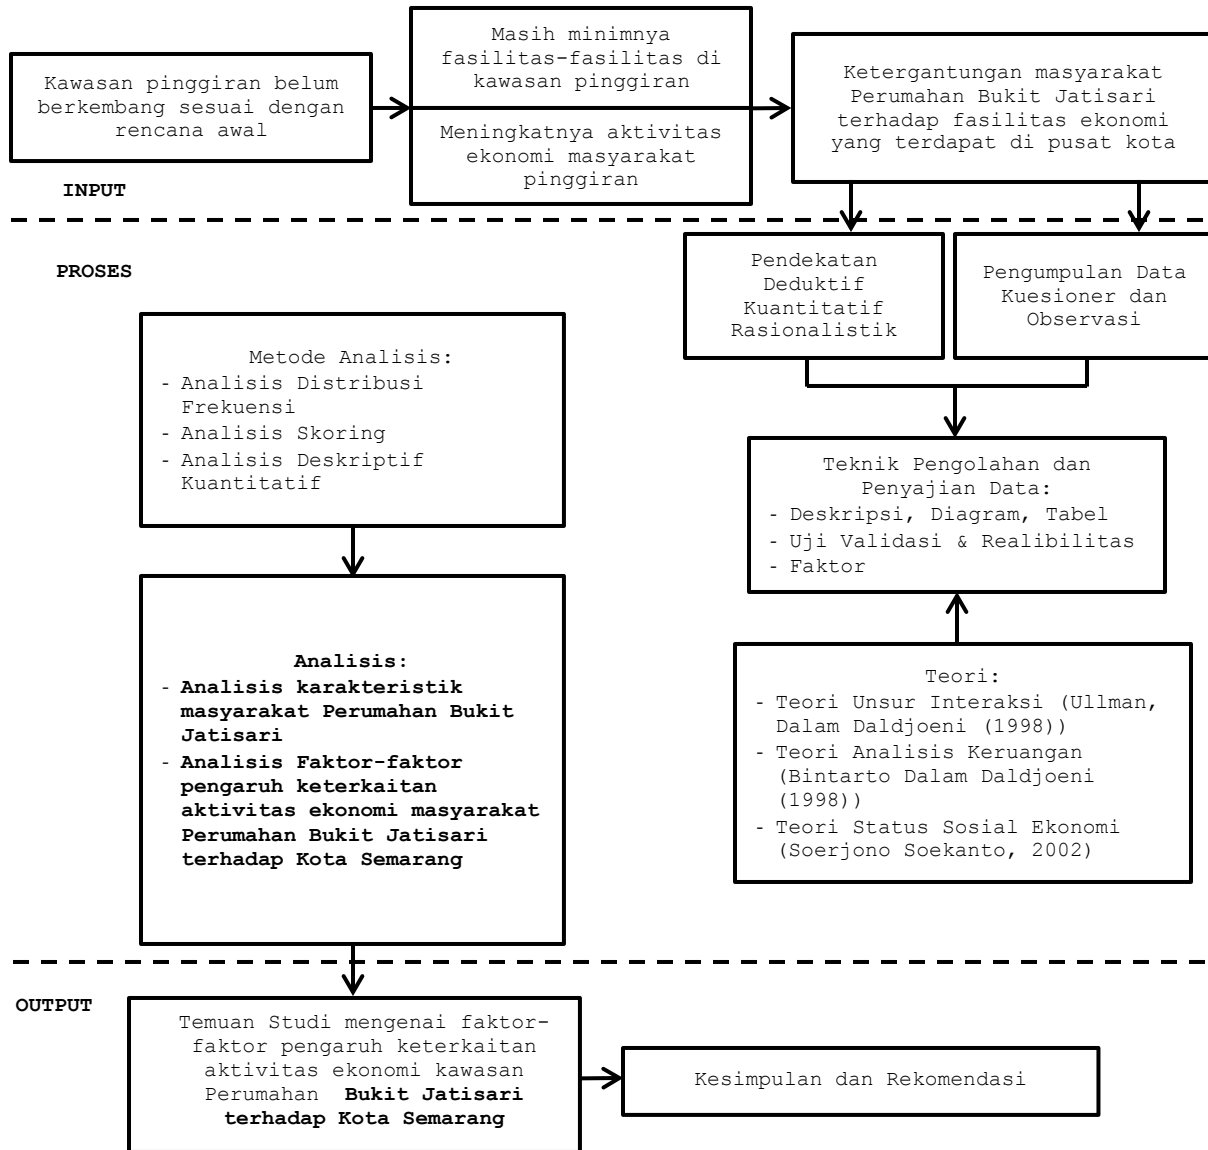 Kawasan pinggiran belum
berkembang sesuai dengan
rencana awal
Masih minimnya
fasilitas-fasilitas di
kawasan pinggiran
Meningkatnya aktivitas
ekonomi masyarakat
pinggiran
Ketergantungan masyarakat
Perumahan Bukit Jatisari
terhadap fasilitas ekonomi
yang terdapat di pusat kota
INPUT
PROSES
Pendekatan
Deduktif
Kuantitatif
Rasionalistik
Pengumpulan Data
Kuesioner dan
Observasi
Metode Analisis:
- Analisis Distribusi
Frekuensi
- Analisis Skoring
- Analisis Deskriptif
Kuantitatif
Teknik Pengolahan dan
Penyajian Data:
- Deskripsi, Diagram, Tabel
- Uji Validasi & Realibilitas
- Faktor
Analisis:
- Analisis karakteristik
masyarakat Perumahan Bukit
Jatisari
- Analisis Faktor-faktor
pengaruh keterkaitan
aktivitas ekonomi masyarakat
Perumahan Bukit Jatisari
terhadap Kota Semarang
Teori:
- Teori Unsur Interaksi (Ullman,
Dalam Daldjoeni (1998))
- Teori Analisis Keruangan
(Bintarto Dalam Daldjoeni
(1998))
- Teori Status Sosial Ekonomi
(Soerjono Soekanto, 2002)
OUTPUT
Temuan Studi mengenai faktor-
faktor pengaruh keterkaitan
aktivitas ekonomi kawasan
Perumahan Bukit Jatisari
terhadap Kota Semarang
Kesimpulan dan Rekomendasi